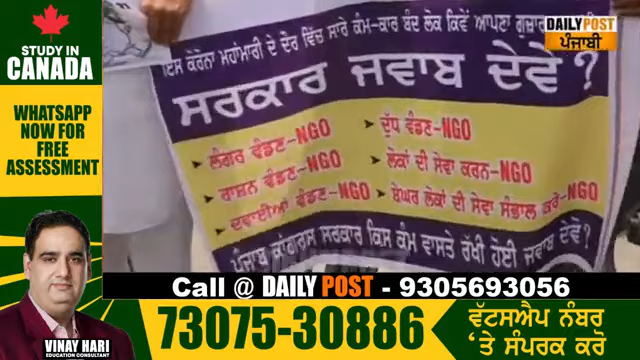 STUDY IN
CANADA
WHATSAPP
NOW FOR
FREE
ASSESSMENT
VINAY HARI
EDUCATION CONSULTANT
DAILY POST
ਪੰਜਾਬੀ
ਇਸ ਕੋਰੋਨਾ ਮਹਾਂਮਾਰੀ ਦੇ ਦੌਰ ਵਿੱਚ ਸਾਰੇ ਕੰਮ-ਕਾਰ ਬੰਦ ਲੋਕ ਕਿਵੇਂ ਆਪਣਾ
ਸਰਕਾਰ ਜਵਾਬ ਦੇਵੇ ?
ਲੰਗਰ ਵੰਡਣ-NGO
ਰਾਸ਼ਨ ਵੰਡਣ-NGO
ਦਵਾਈਆਂ ਵੰਡਣ-NGO
ਦੁੱਧ ਵੰਡਣ-NGO
ਲੋਕਾਂ ਦੀ ਸੇਵਾ ਕਰਨ-NGO
ਬੇਘਰ ਲੋਕਾਂ ਦੀ ਸੇਵਾ ਸੰਭਾਲ ਕਰੇ-NGO
ਪੰਜਾਬ ਕਾਂਗਰਸ ਸਰਕਾਰ ਕਿਸ ਕੰਮ ਵਾਸਤੇ ਰੱਖੀ ਹੋਈ ਜਵਾਬ ਦੇਵੇ?
Call @ DAILY POST - 9305693056
73075-30886
ਵੱਟਸਐਪ ਨੰਬਰ
'ਤੇ ਸੰਪਰਕ ਕਰੋ